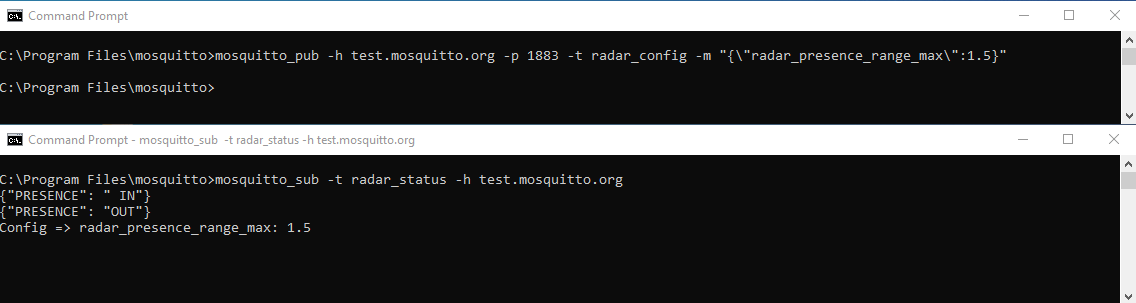 Command Prompt
C:\Program Files\mosquitto>mosquitto_pub -h test.mosquitto.org -p 1883 -t radar_config -m "{\"radar_presence_range_max\":1.5}"
C:\Program Files\mosquitto>
Command Prompt - mosquitto_sub  -t radar_status -h test.mosquitto.org
C:\Program Files\mosquitto>mosquitto_sub -t radar_status -h test.mosquitto.org
{"PRESENCE": " IN"}
{"PRESENCE": "OUT"}
Config => radar_presence_range_max: 1.5